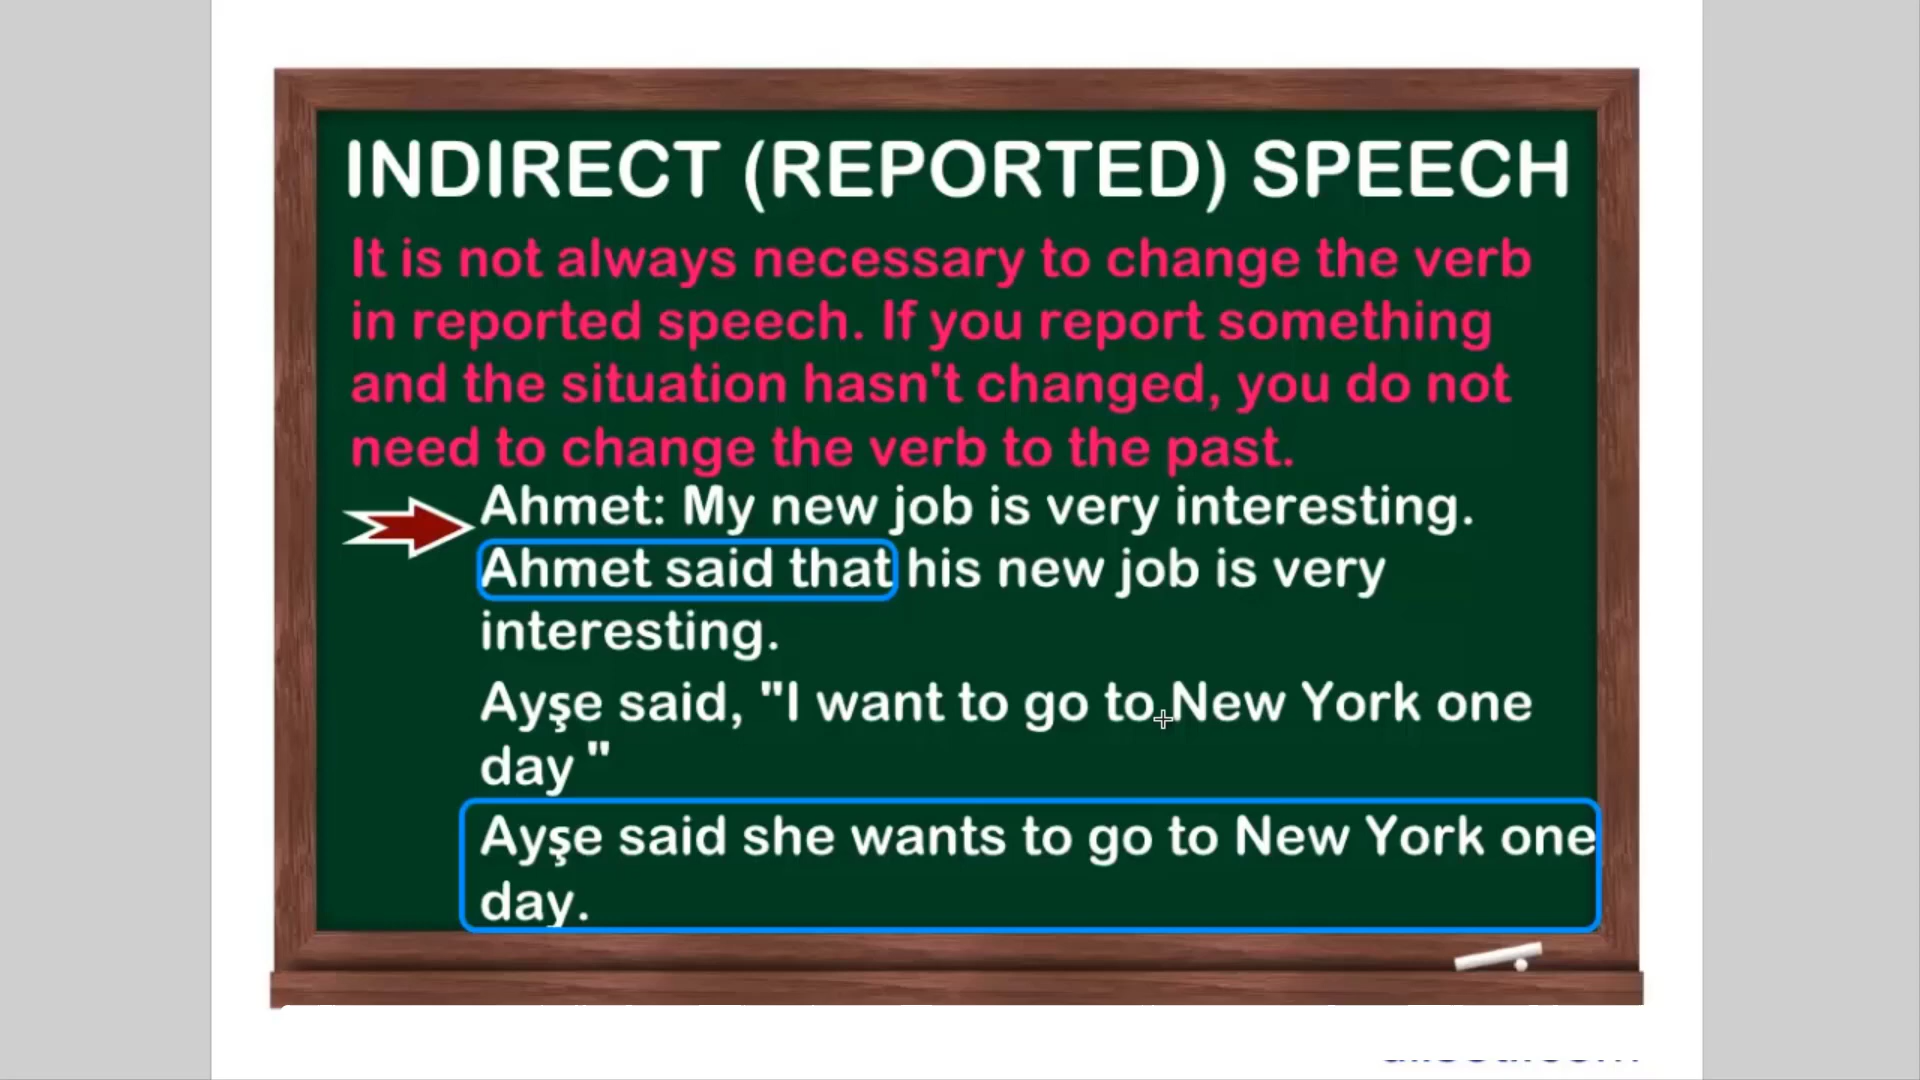 INDIRECT (REPORTED) SPEECH
It is not always necessary to change the verb
in reported speech. If you report something
and the situation hasn't changed, you do not
need to change the verb to the past.
Ahmet: My new job is very interesting.
Ahmet said that his new job is very
interesting.
Ayşe said, "I want to go to New York one
day "
Ayşe said she wants to go to New York one
day.